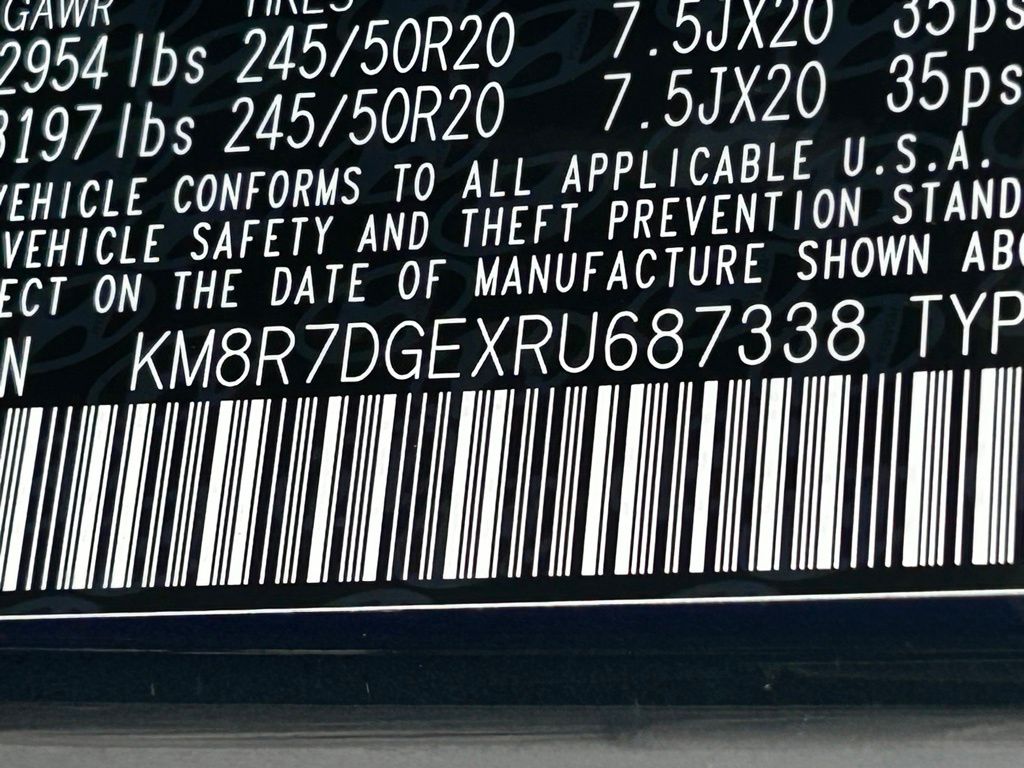 GAWR TIRES
2954 lbs 245/50R20 7.5JX20 35ps
3197 lbs 245/50R20 7.5JX20 35ps
VEHICLE CONFORMS TO ALL APPLICABLE U.S.A.
VEHICLE SAFETY AND THEFT PREVENTION STAND
ECT ON THE DATE OF MANUFACTURE SHOWN ABO
N KM8R7DGEXRU687338 TYP